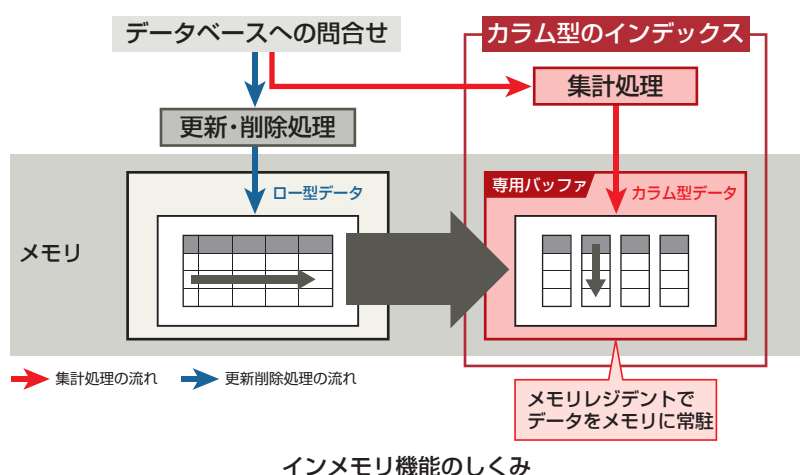 データベースへの問合せ
カラム型のインデックス
集計処理
更新・削除処理
ロー型データ
専用バッファ
カラム型データ
メモリ
集計処理の流れ
更新削除処理の流れ
メモリレジデントで
データをメモリに常駐
インメモリ機能のしくみ